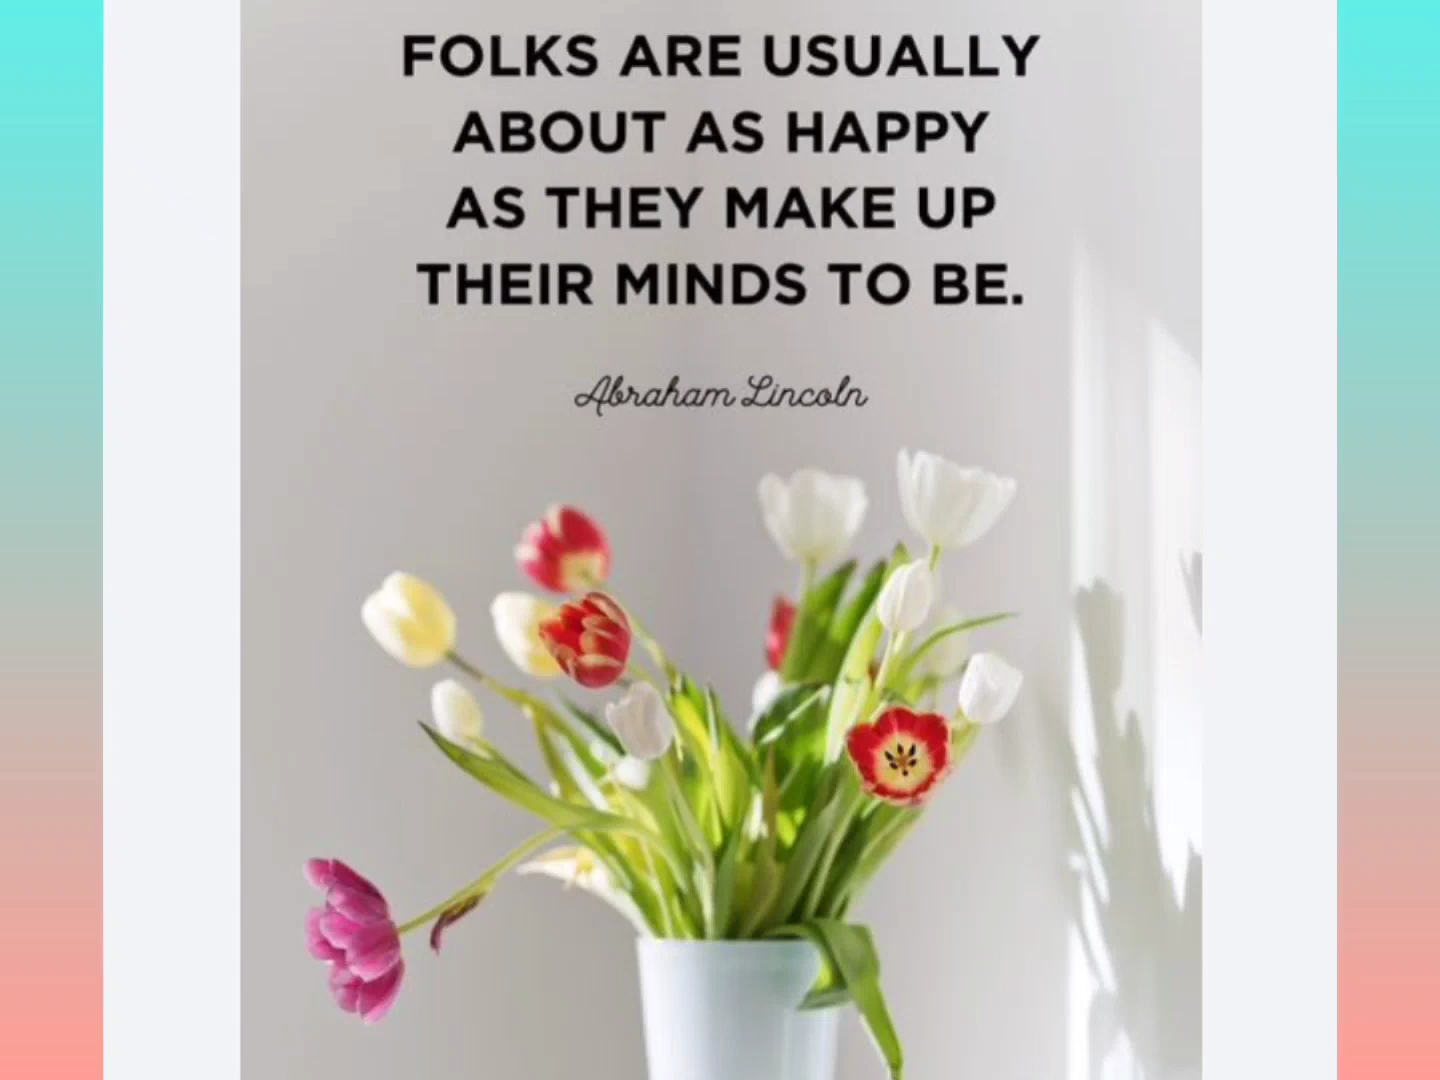 FOLKS ARE USUALLY
ABOUT AS HAPPY
AS THEY MAKE UP
THEIR MINDS TO BE.
Abraham Lincoln